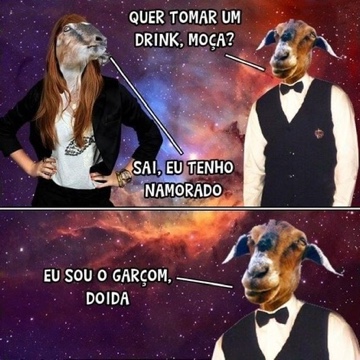 QUER TOMAR UM
DRINK, MOÇA?
SAI, EU TENHO
NAMORADO
EU SOU O GARÇOM,
DOIDA